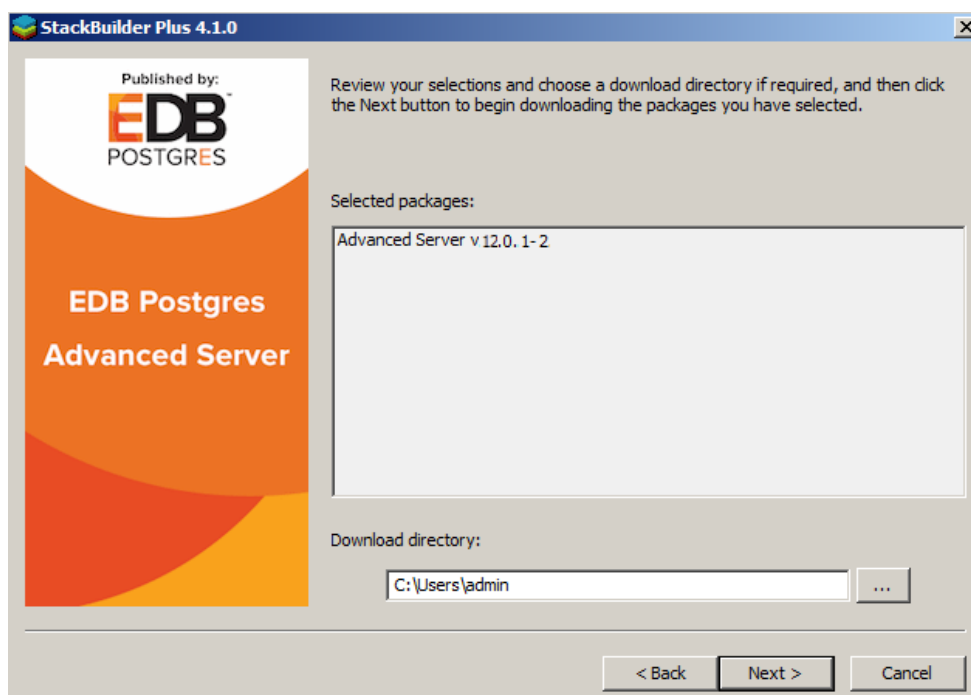 StackBuilder Plus 4.1.0
Published by:
EDB™
POSTGRES
EDB Postgres
Advanced Server
Review your selections and choose a download directory if required, and then click
the Next button to begin downloading the packages you have selected.
Selected packages:
Advanced Server v 12.0. 1- 2
Download directory:
C:\Users\admin
...
< Back
Next >
Cancel